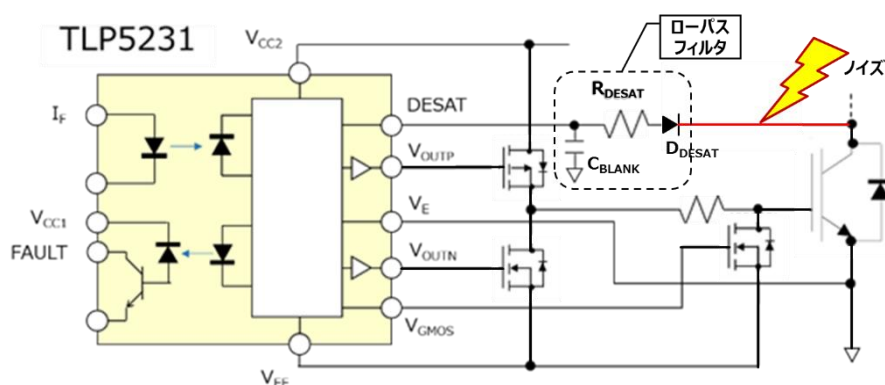 TLP5231
VCC2
ローパス
フィルタ
ノイズ
DESAT
RDESAT
IF
DDESAT
VOUTP
CBLANK
VCC1
VE
FAULT
VOUTN
VGMOS
VEE